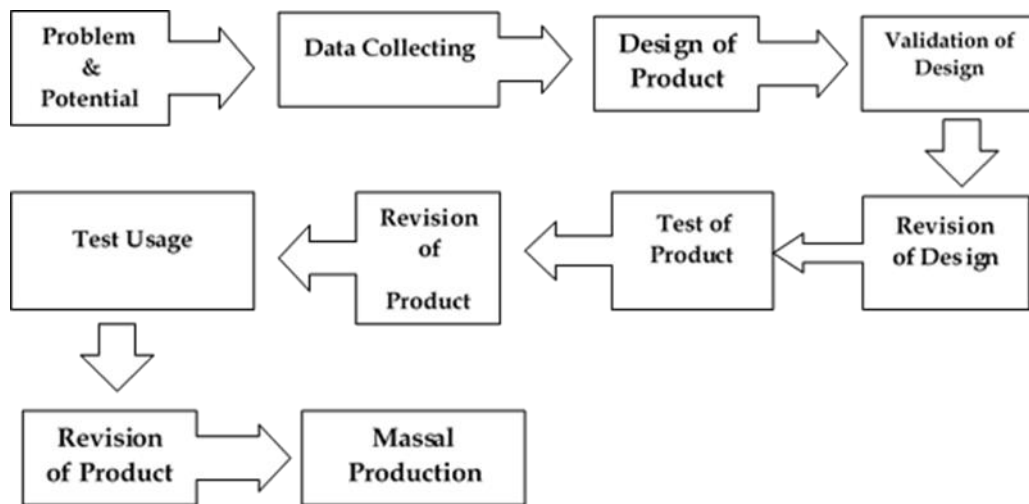 Problem
&
Potential
Data Collecting
Design of
Product
Validation of
Design
Revision
of Design
Test of
Product
Revision
of
Product
Test Usage
Revision
of Product
Massal
Production